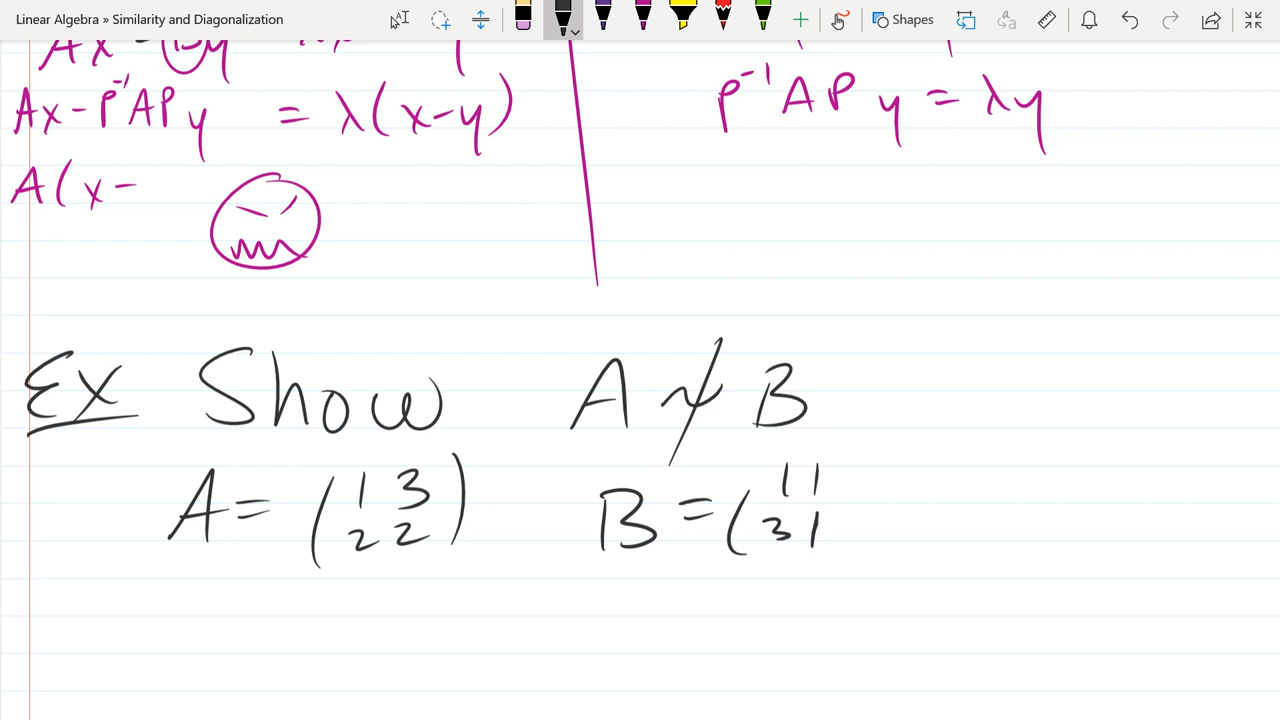 Linear Algebra » Similarity and Diagonalization
Shapes
Ax - P⁻¹APy = λ(x-y)
A(x -
P⁻¹APy = λy
Ex Show A ≁ B
A = (1 3
2 2) B = (1 1
3 1